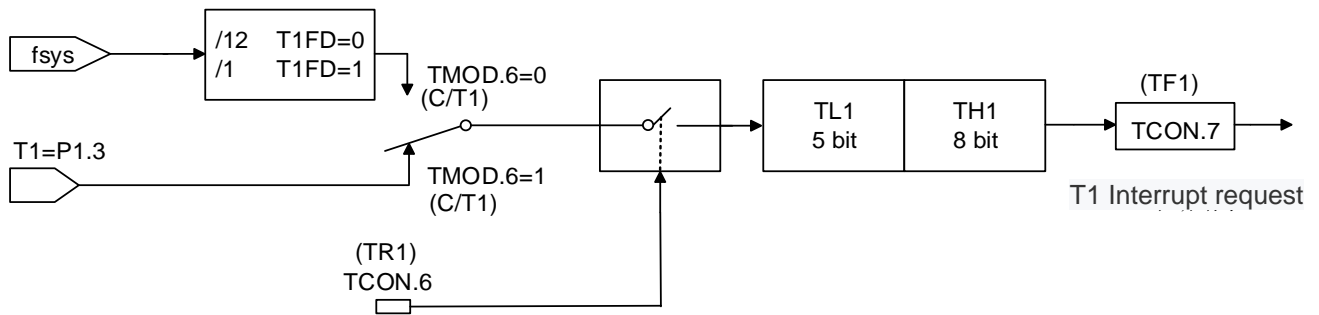 fsys
/12 T1FD=0
/1 T1FD=1
TMOD.6=0
(C/T1)
T1=P1.3
TMOD.6=1
(C/T1)
(TR1)
TCON.6
TL1
5 bit
TH1
8 bit
(TF1)
TCON.7
T1 Interrupt request